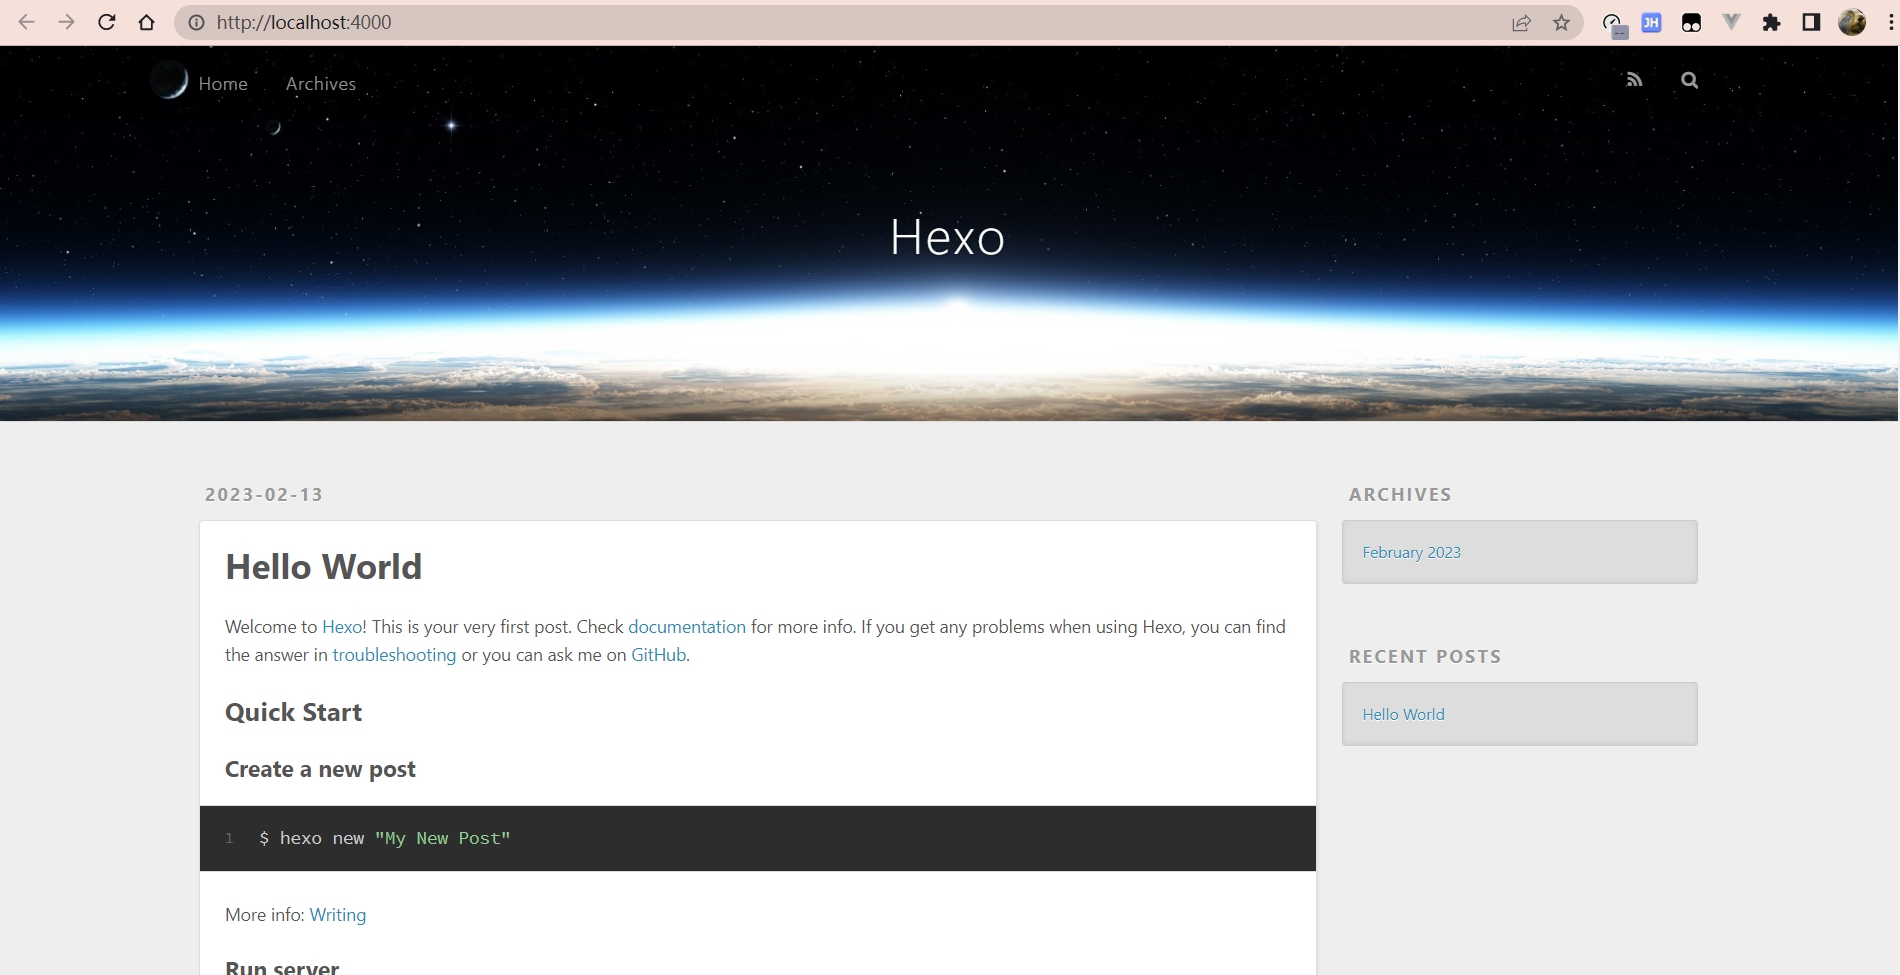 http://localhost:4000
JH
Home Archives
Hexo
2023-02-13
Hello World
Welcome to Hexo! This is your very first post. Check documentation for more info. If you get any problems when using Hexo, you can find
the answer in troubleshooting or you can ask me on GitHub.
Quick Start
Create a new post
1 $ hexo new "My New Post"
More info: Writing
Run server
ARCHIVES
February 2023
RECENT POSTS
Hello World